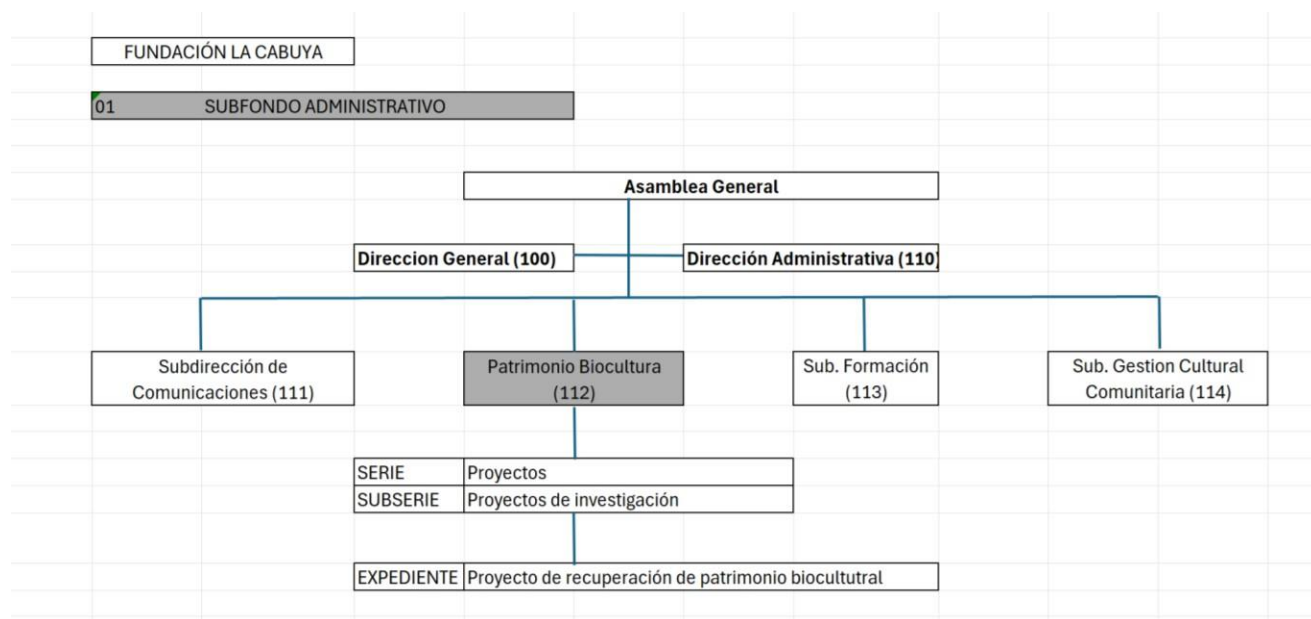 FUNDACIÓN LA CABUYA
01 SUBFONDO ADMINISTRATIVO
Asamblea General
Direccion General (100)
Dirección Administrativa (110)
Subdirección de
Comunicaciones (111)
Patrimonio Biocultura
(112)
Sub. Formación
(113)
Sub. Gestion Cultural
Comunitaria (114)
SERIE Proyectos
SUBSERIE Proyectos de investigación
EXPEDIENTE Proyecto de recuperación de patrimonio biocultutral